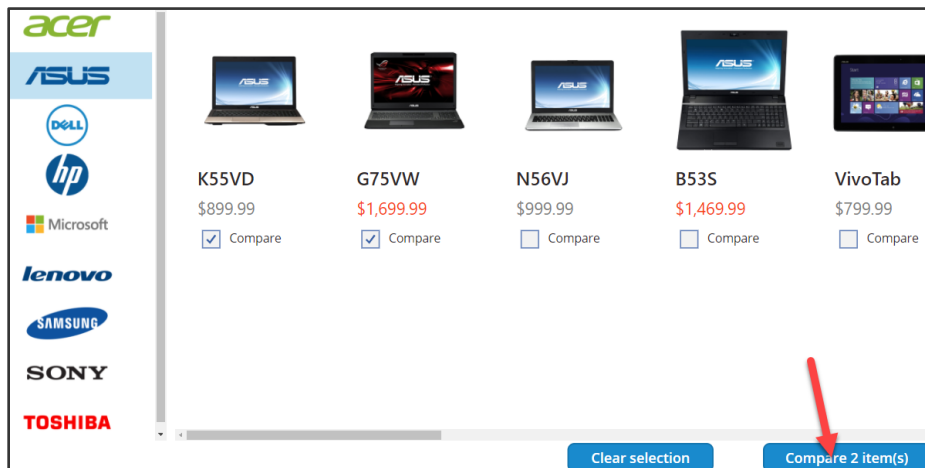 acer
ASUS
DELL
hp
Microsoft
lenovo
SAMSUNG
SONY
TOSHIBA
ASUS
ASUS
ASUS
ASUS
K55VD
G75VW
N56VJ
B53S
VivoTab
$899.99
$1,699.99
$999.99
$1,469.99
$799.99
Compare
Compare
Compare
Compare
Compare
Clear selection
Compare 2 item(s)